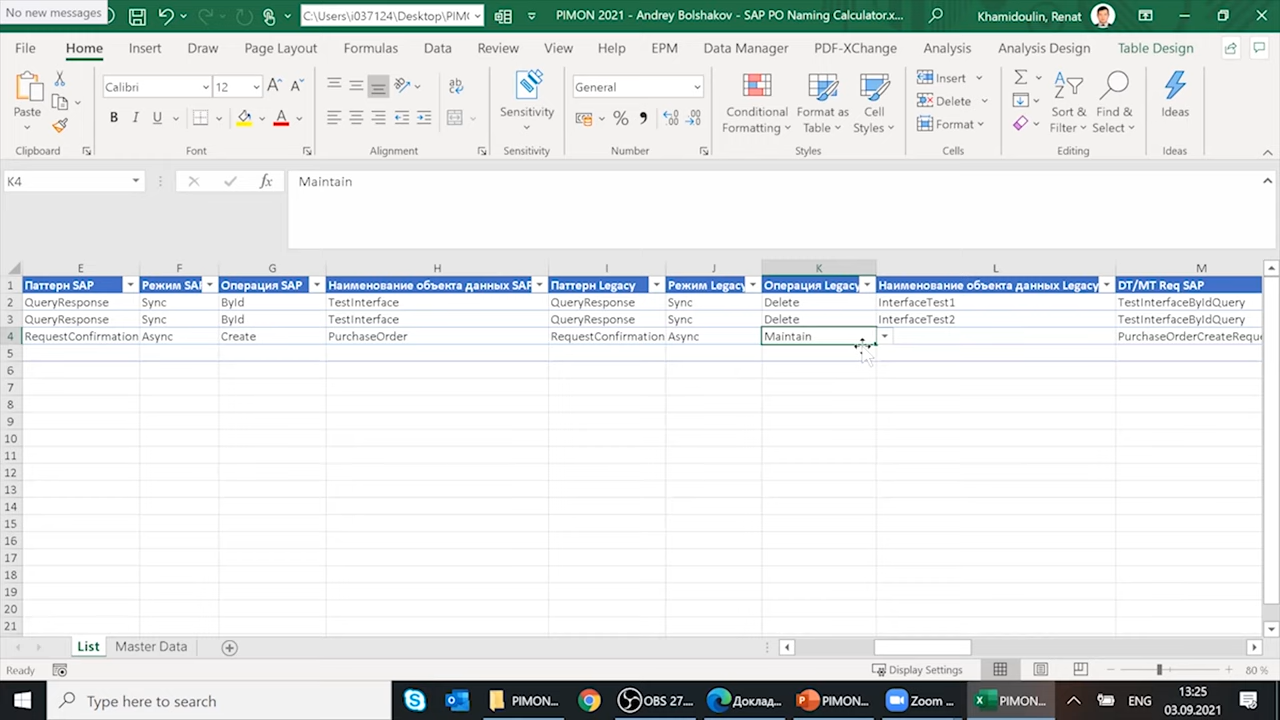 No new messages
C:\Users\i037124\Desktop\PIM
PIMON 2021 - Andrey Bolshakov - SAP PO Naming Calculator.x...
Khamidoulin, Renat
File Home Insert Draw Page Layout Formulas Data Review View Help EPM Data Manager PDF-XChange Analysis Analysis Design Table Design
Paste
Calibri 12
B I U
General
Sensitivity
Conditional Formatting
Format as Table
Cell Styles
Insert
Delete
Format
Sort & Filter
Find & Select
Ideas
Clipboard Font Alignment Sensitivity Number Styles Cells Editing Ideas
K4 fx Maintain
E F G H I J K L M
1 Паттерн SAP Режим SA Операция SAP Наименование объекта данных SAP Паттерн Legacy Режим Legacy Операция Legacy Наименование объекта данных Legacy DT/MT Req SAP
2 QueryResponse Sync ById TestInterface QueryResponse Sync Delete InterfaceTest1 TestInterfaceByIdQuery
3 QueryResponse Sync ById TestInterface QueryResponse Sync Delete InterfaceTest2 TestInterfaceByIdQuery
4 RequestConfirmation Async Create PurchaseOrder RequestConfirmation Async Maintain PurchaseOrderCreateReque
5
6
7
8
9
10
11
12
13
14
15
16
17
18
19
20
21
List Master Data
Ready Display Settings 80 %
Type here to search PIMON... OBS 27.... Доклад... PIMON... Zoom ... PIMON... ENG 13:25
03.09.2021